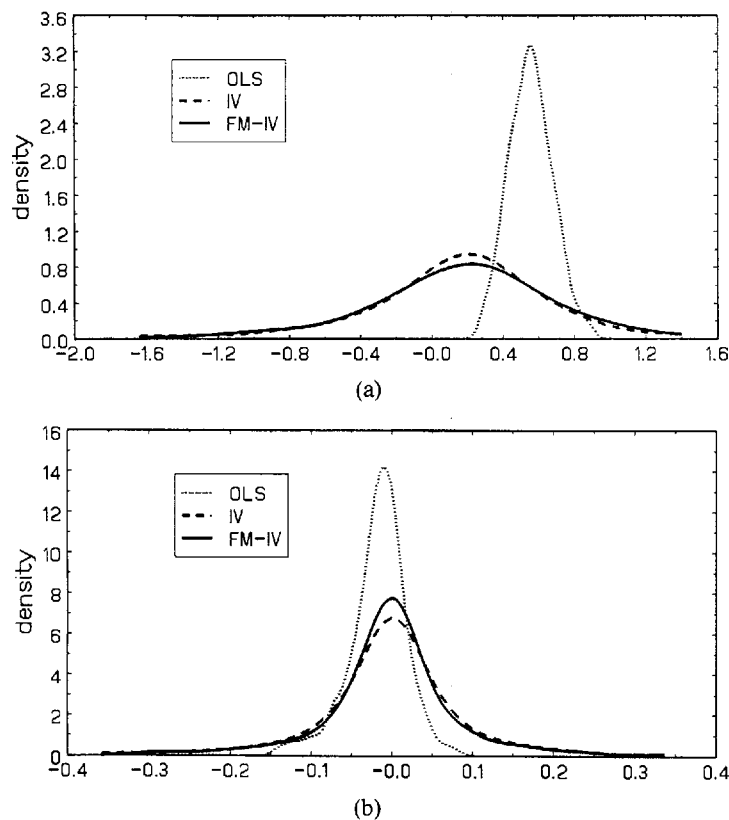 3.6
3.2
2.8
2.4
2.0
1.6
1.2
0.8
0.4
0.0
density
OLS
IV
FM-IV
-2.0 -1.6 -1.2 -0.8 -0.4 -0.0 0.4 0.8 1.2 1.6
(a)
16
14
12
10
8
6
4
2
0
density
OLS
IV
FM-IV
-0.4 -0.3 -0.2 -0.1 -0.0 0.1 0.2 0.3 0.4
(b)